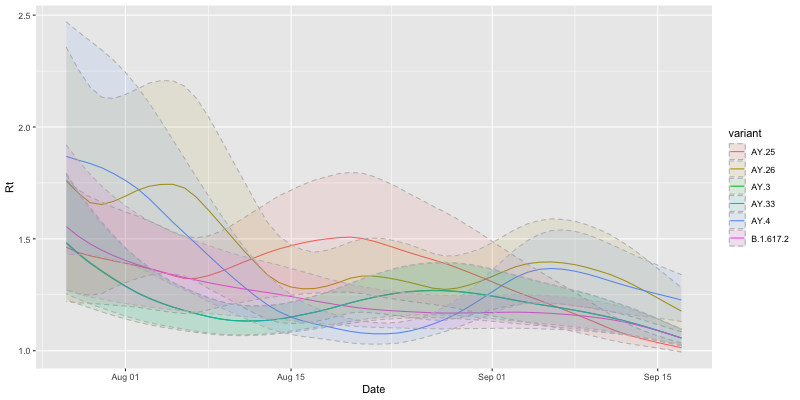 2.5
2.0
1.5
1.0
Rt
Aug 01
Aug 15
Sep 01
Sep 15
Date
variant
AY.25
AY.26
AY.3
AY.33
AY.4
B.1.617.2